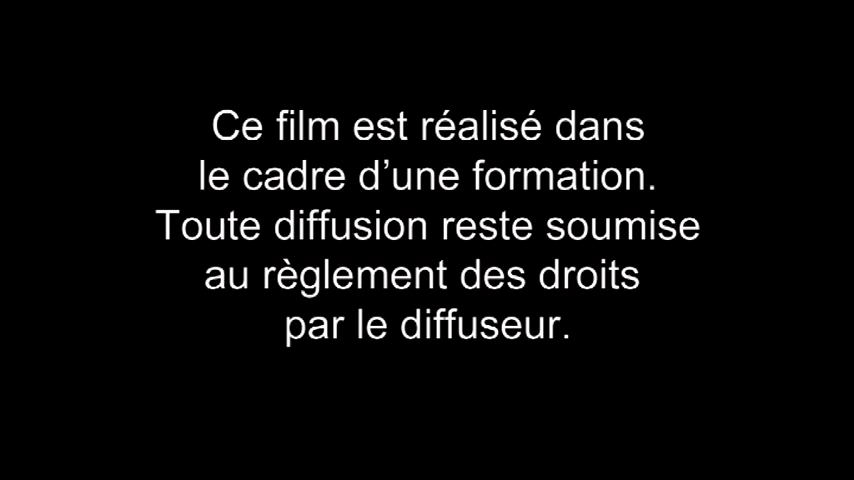 Ce film est réalisé dans
le cadre d’une formation.
Toute diffusion reste soumise
au règlement des droits
par le diffuseur.